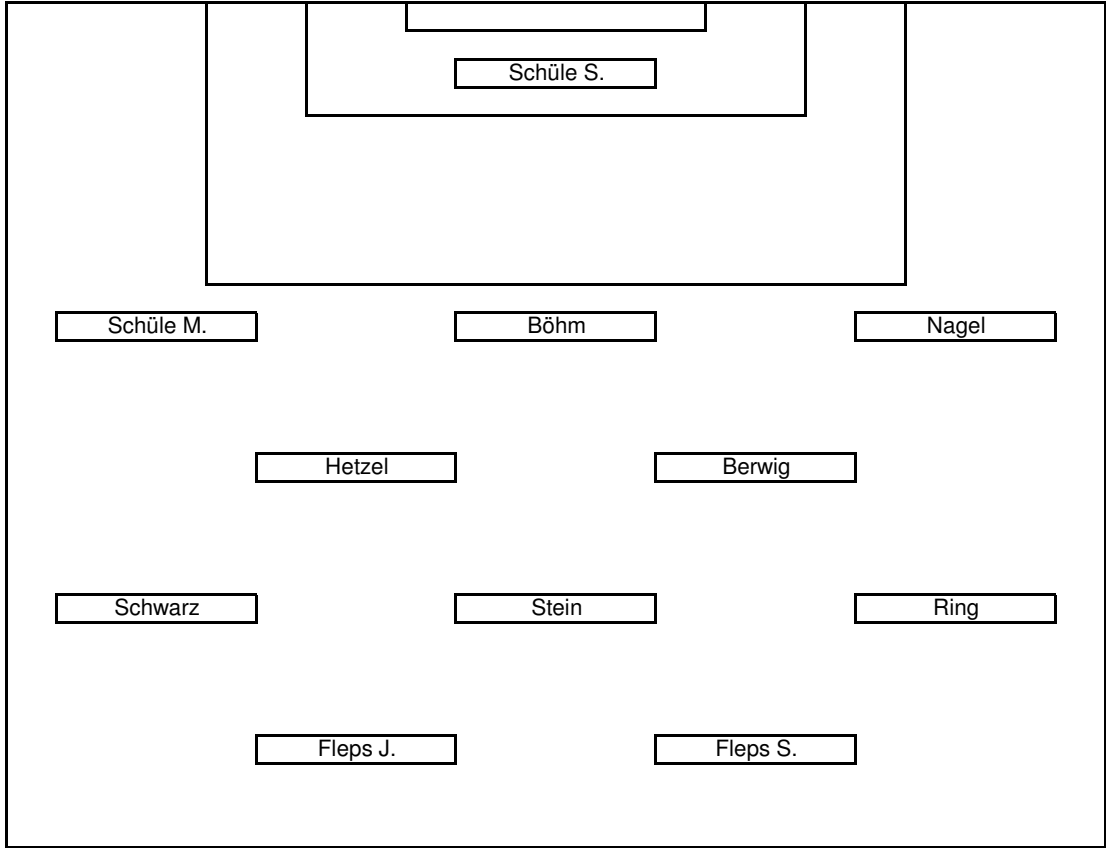 Schüle S.
Schüle M.
Böhm
Nagel
Hetzel
Berwig
Schwarz
Stein
Ring
Fleps J.
Fleps S.